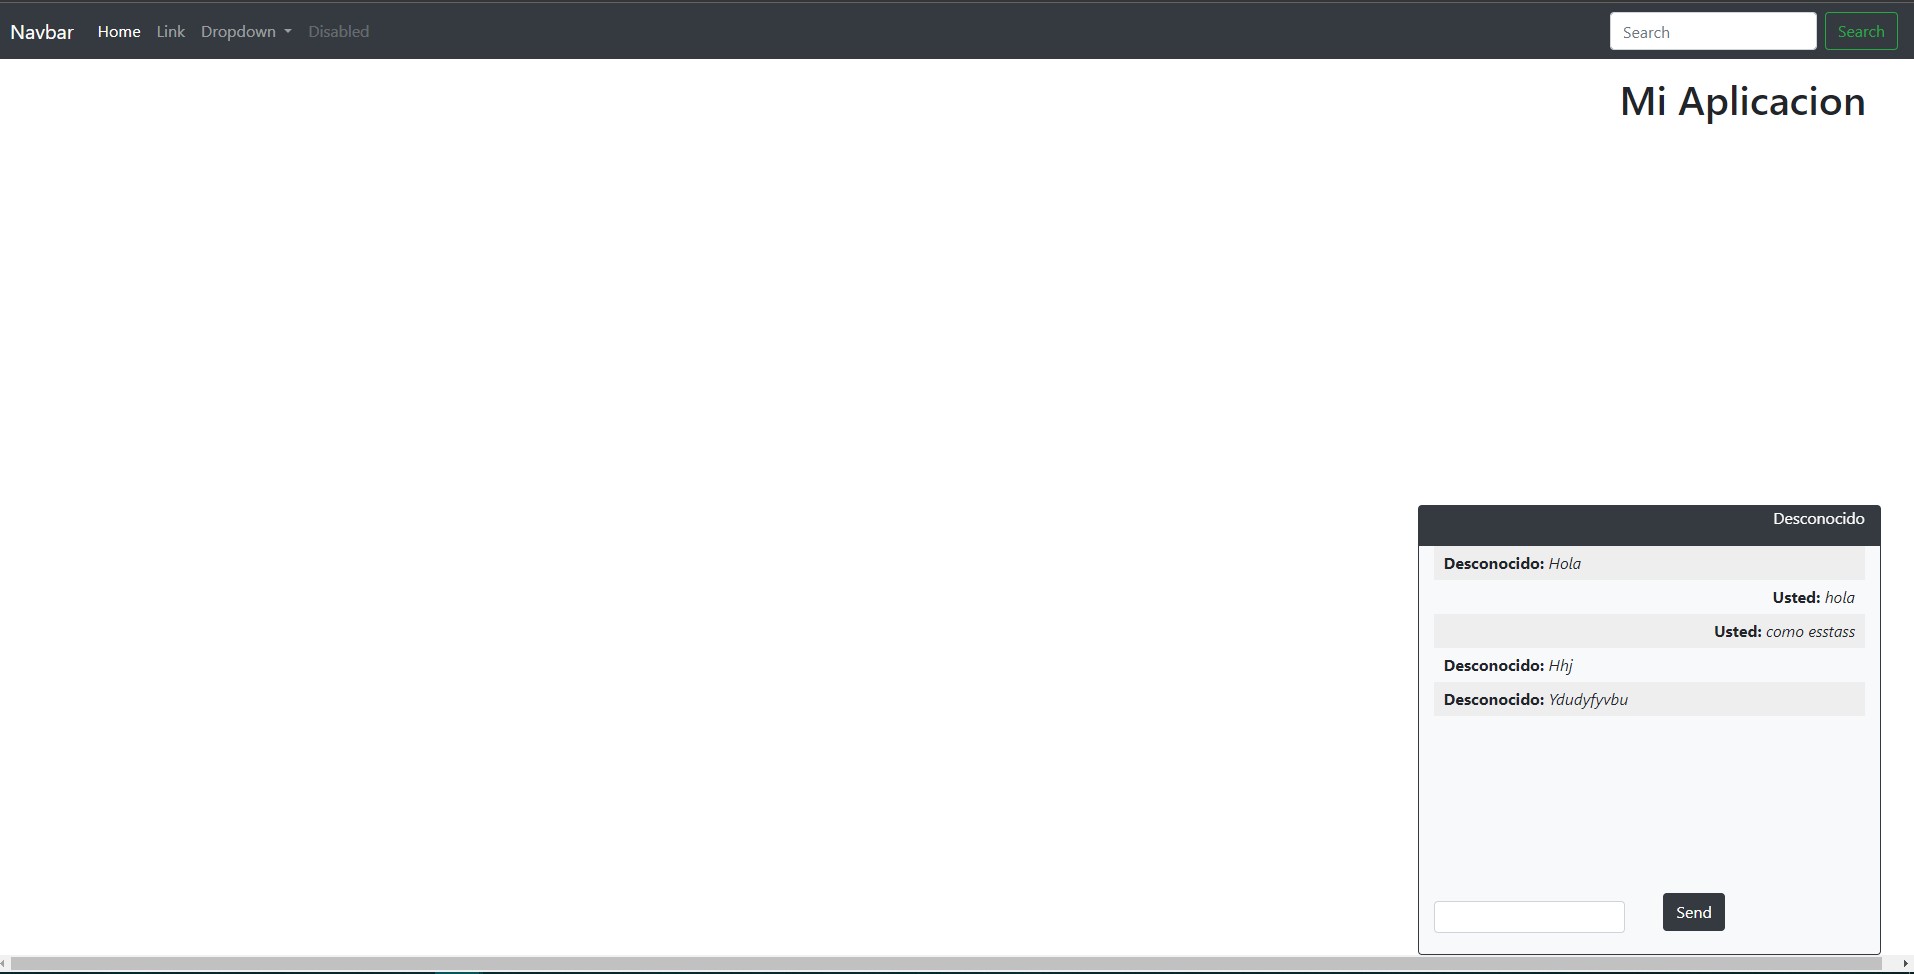 Navbar Home Link Dropdown Disabled Search Search
Mi Aplicacion
Desconocido
Desconocido: Hola
Usted: hola
Usted: como esstass
Desconocido: Hhj
Desconocido: Ydudyfyvbu
Send